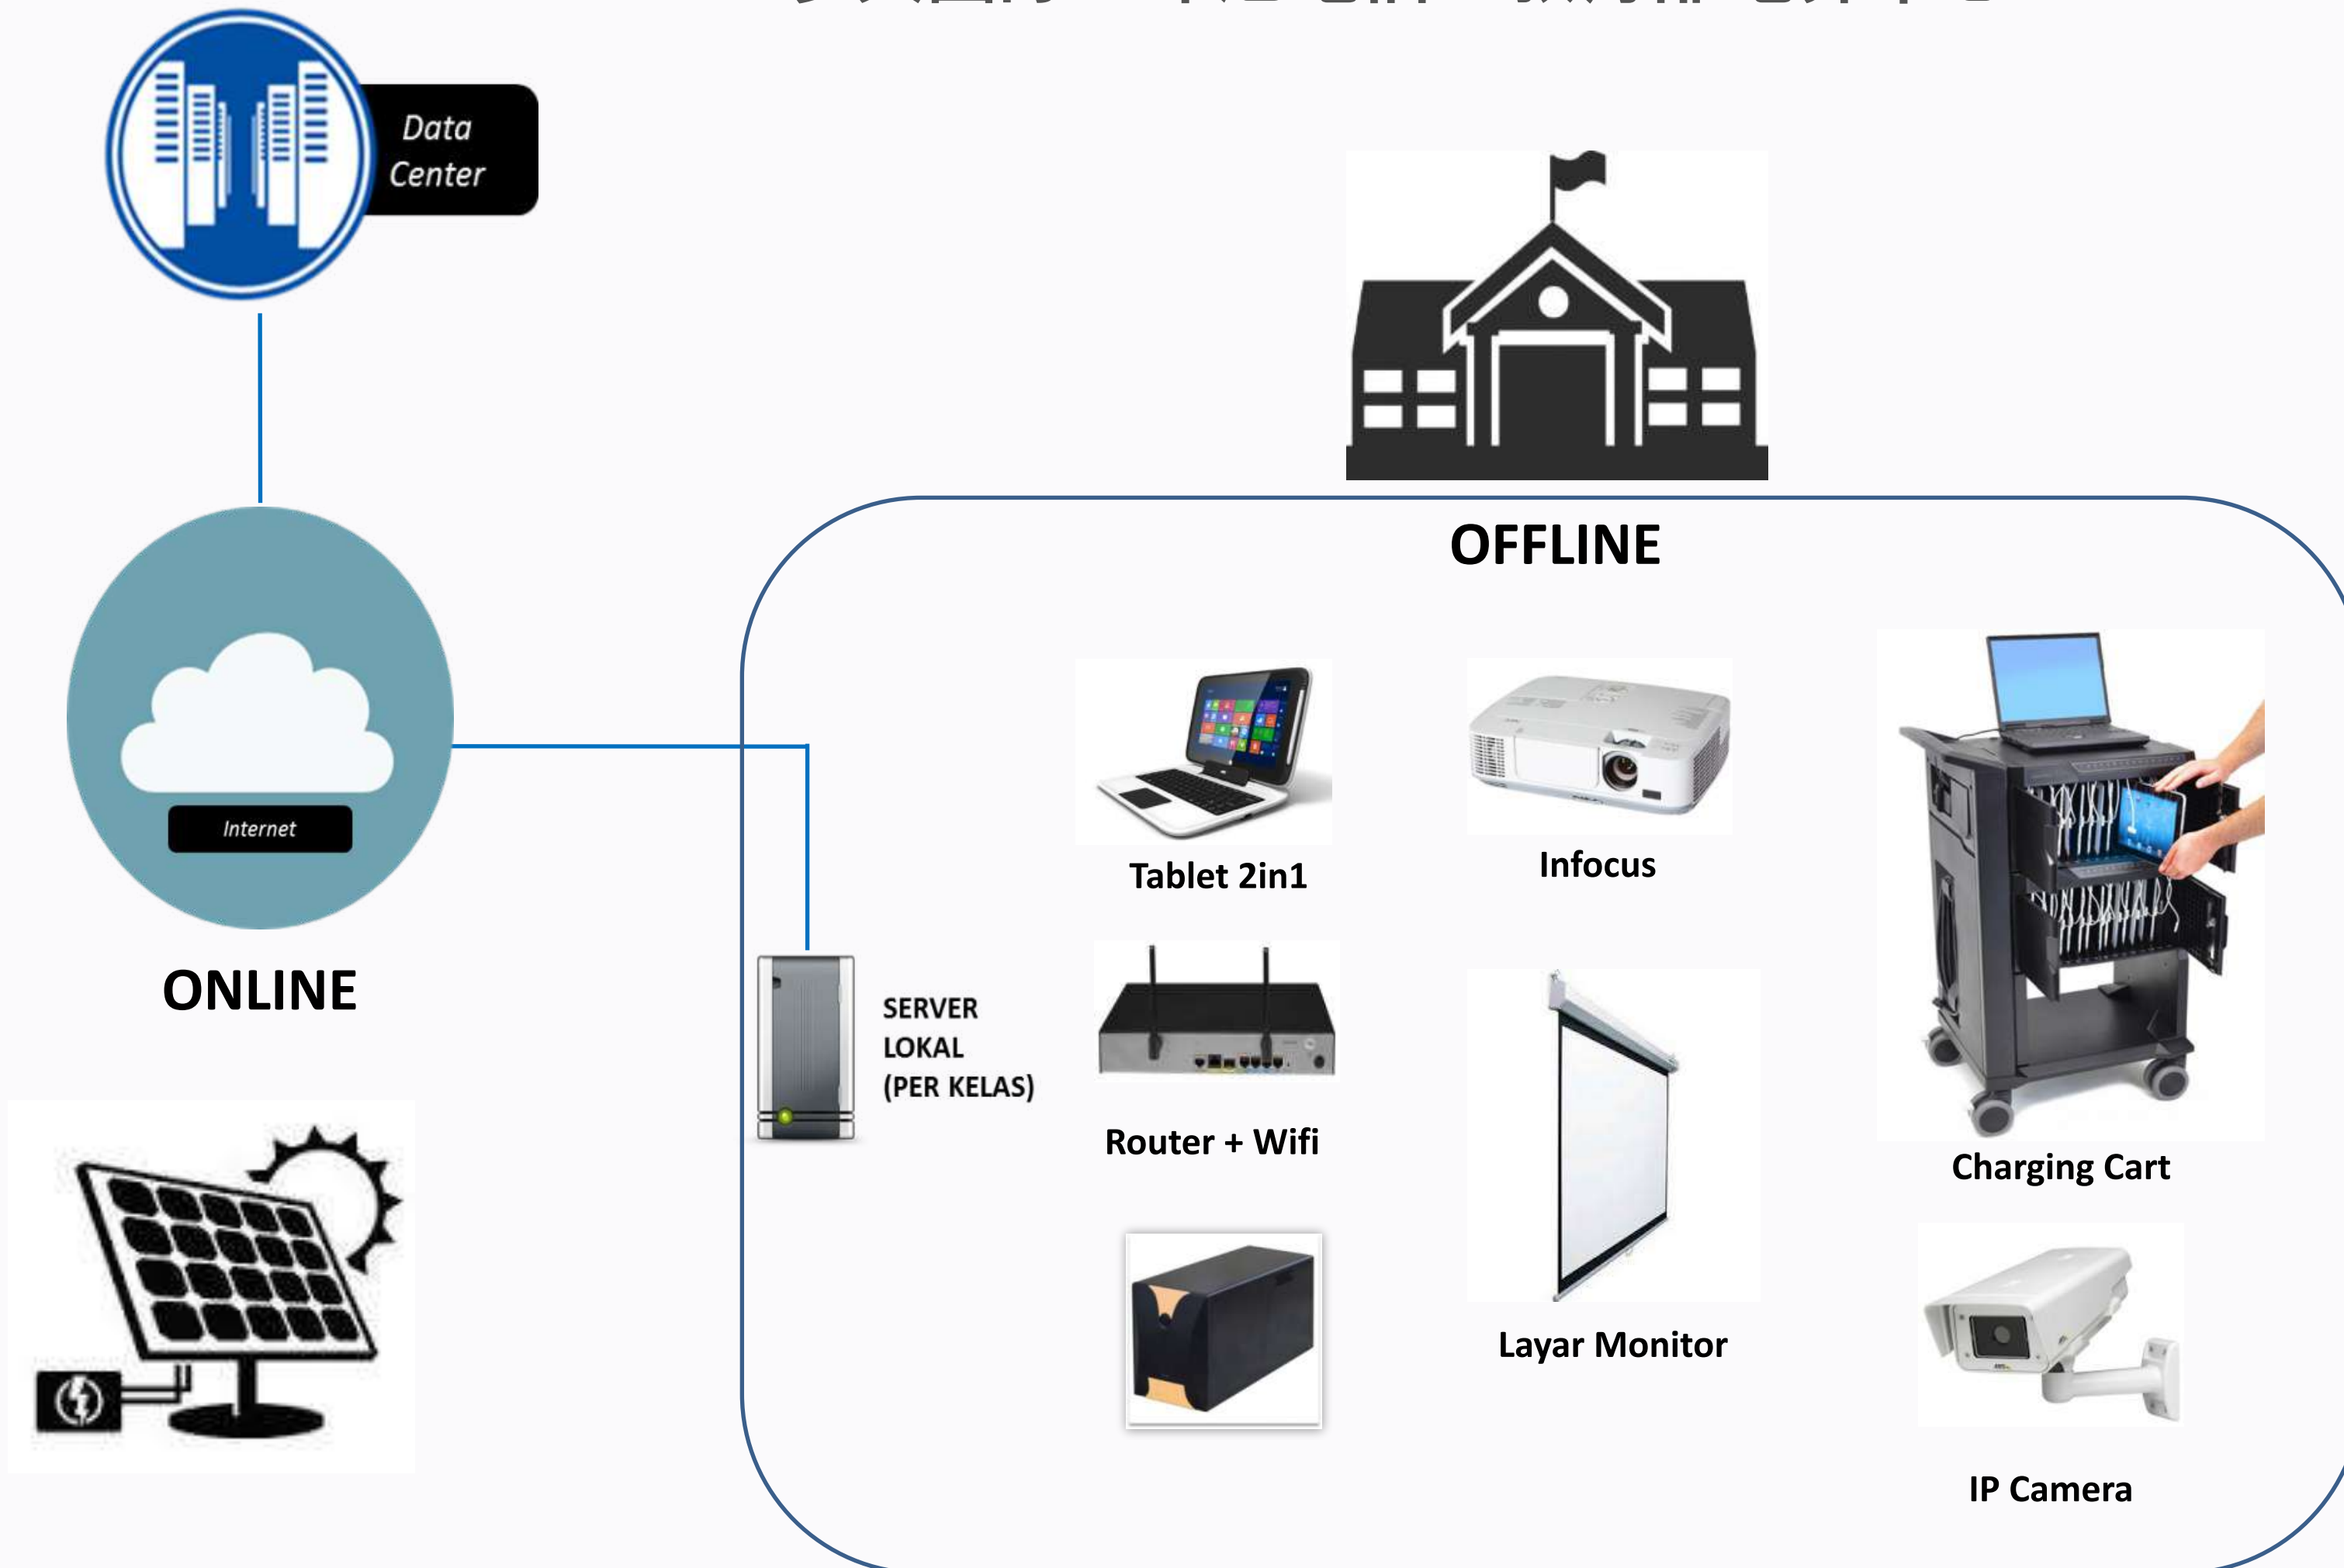 Data
Center
OFFLINE
Internet
Tablet 2in1
Infocus
ONLINE
SERVER
LOKAL
(PER KELAS)
Router + Wifi
Charging Cart
Layar Monitor
IP Camera